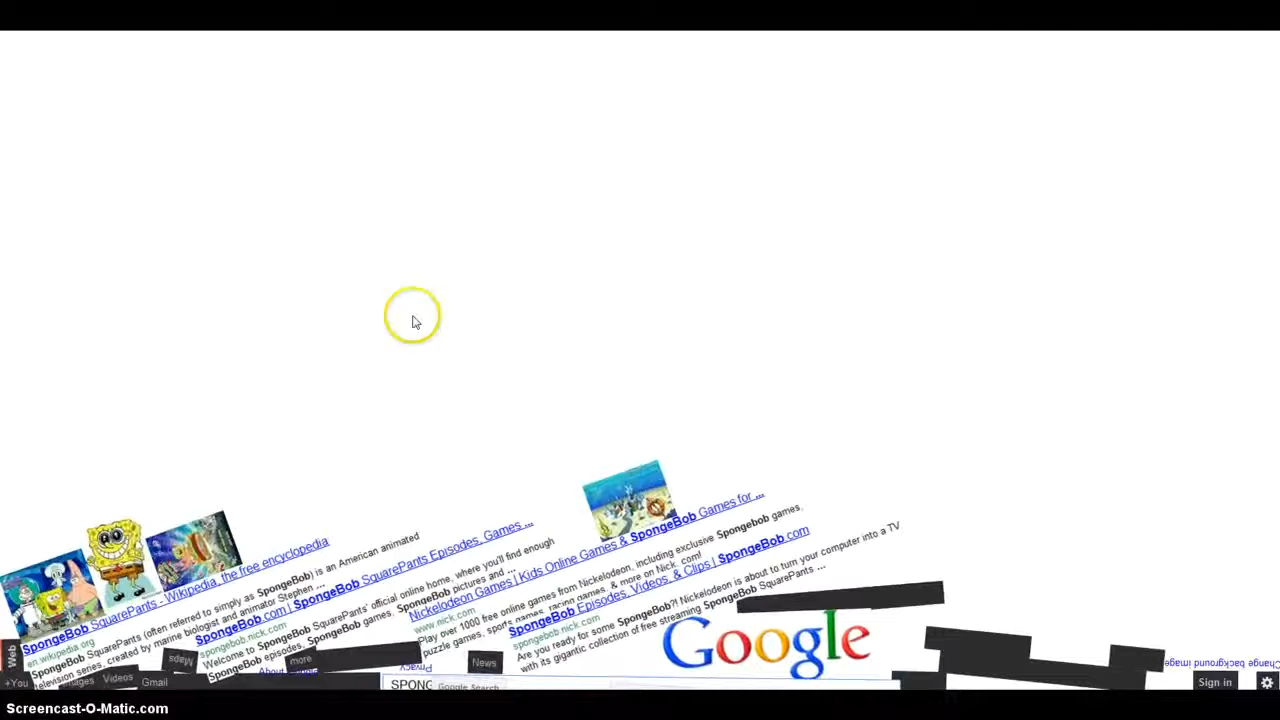 SpongeBob SquarePants - Wikipedia, the free encyclopedia
en.wikipedia.org
SpongeBob SquarePants (often referred to simply as SpongeBob) is an American animated
television series, created by marine biologist and animator Stephen ...
SpongeBob.com | SpongeBob SquarePants Episodes, Games ...
spongebob.nick.com
Welcome to SpongeBob SquarePants' official online home, where you'll find enough
SpongeBob episodes, SpongeBob games, SpongeBob pictures and ...
Nickelodeon Games | Kids Online Games & SpongeBob Games for ...
www.nick.com
Play over 1000 free online games from Nickelodeon, including exclusive Spongebob games,
puzzle games, sports games, racing games, & more on Nick.com!
SpongeBob Episodes, Videos, & Clips | SpongeBob.com
spongebob.nick.com
Are you ready for some SpongeBob?! Nickelodeon is about to turn your computer into a TV
with its gigantic collection of free streaming SpongeBob SquarePants ...
Google
Web
Maps
more
News
Privacy
Change background image
About
+You
Images
Videos
Gmail
SPONG
Google Search
Sign in
Screencast-O-Matic.com